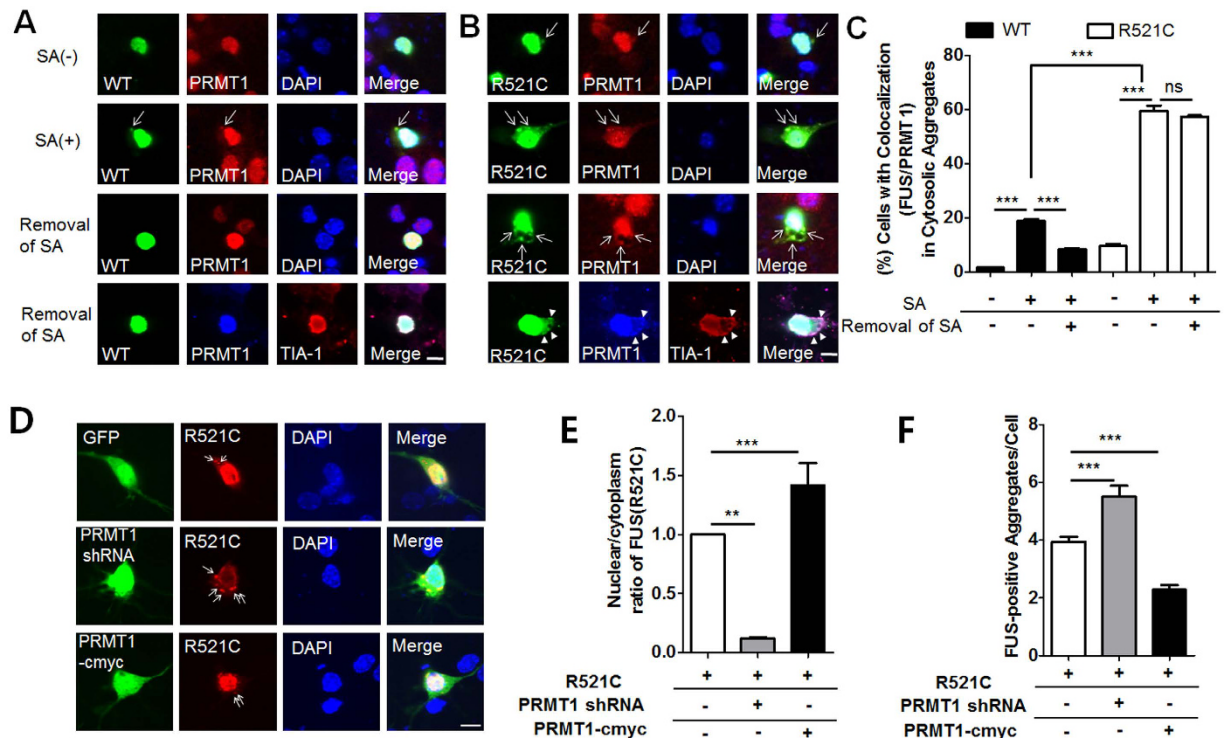 A
SA(-)
WT PRMT1 DAPI Merge
SA(+)
WT PRMT1 DAPI Merge
Removal
of SA
WT PRMT1 DAPI Merge
Removal
of SA
WT PRMT1 TIA-1 Merge
B
R521C PRMT1 DAPI Merge
R521C PRMT1 DAPI Merge
R521C PRMT1 DAPI Merge
R521C PRMT1 TIA-1 Merge
C
WT R521C
(%) Cells with Colocalization
(FUS/PRMT 1)
in Cytosolic Aggregates
80
60
40
20
0
*** *** *** *** ns
SA - + + - + +
Removal of SA - - + - - +
D
GFP R521C DAPI Merge
PRMT1
shRNA R521C DAPI Merge
PRMT1
-cmyc R521C DAPI Merge
E
Nuclear/cytoplasm
ratio of FUS(R521C)
2.0
1.5
1.0
0.5
0.0
***
**
R521C + + +
PRMT1 shRNA - + -
PRMT1-cmyc - - +
F
FUS-positive Aggregates/Cell
8
6
4
2
0
***
***
R521C + + +
PRMT1 shRNA - + -
PRMT1-cmyc - - +